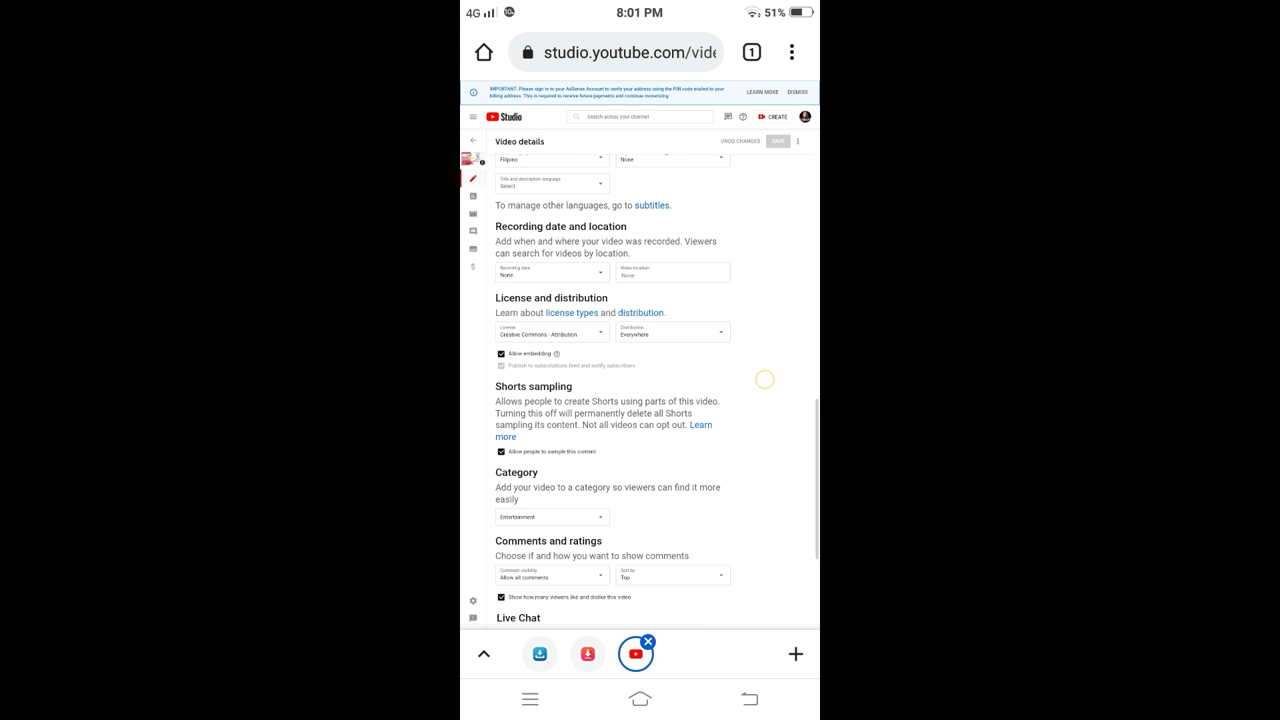 4G 8:01 PM 51%
studio.youtube.com/vide 1
IMPORTANT: Please sign in to your AdSense Account to verify your address using the PIN code mailed to your
billing address. This is required to receive future payments and continue monetizing.
LEARN MORE DISMISS
Studio Search across your channel CREATE
Video details UNDO CHANGES SAVE
Filipino None
Title and description language
Select
To manage other languages, go to subtitles.
Recording date and location
Add when and where your video was recorded. Viewers
can search for videos by location.
Recording date Video location
None None
License and distribution
Learn about license types and distribution.
License Distribution
Creative Commons - Attribution Everywhere
Allow embedding
Publish to subscriptions feed and notify subscribers
Shorts sampling
Allows people to create Shorts using parts of this video.
Turning this off will permanently delete all Shorts
sampling its content. Not all videos can opt out. Learn
more
Allow people to sample this content
Category
Add your video to a category so viewers can find it more
easily
Entertainment
Comments and ratings
Choose if and how you want to show comments
Comment visibility Sort by
Allow all comments Top
Show how many viewers like and dislike this video
Live Chat